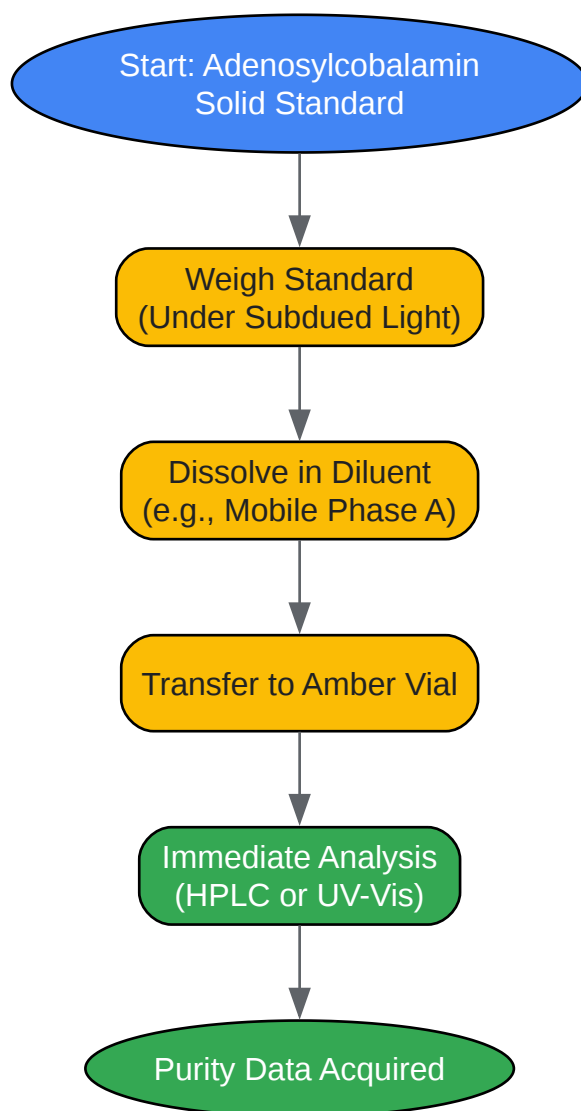 Start: Adenosylcobalamin
Solid Standard
Weigh Standard
(Under Subdued Light)
Dissolve in Diluent
(e.g., Mobile Phase A)
Transfer to Amber Vial
Immediate Analysis
(HPLC or UV-Vis)
Purity Data Acquired